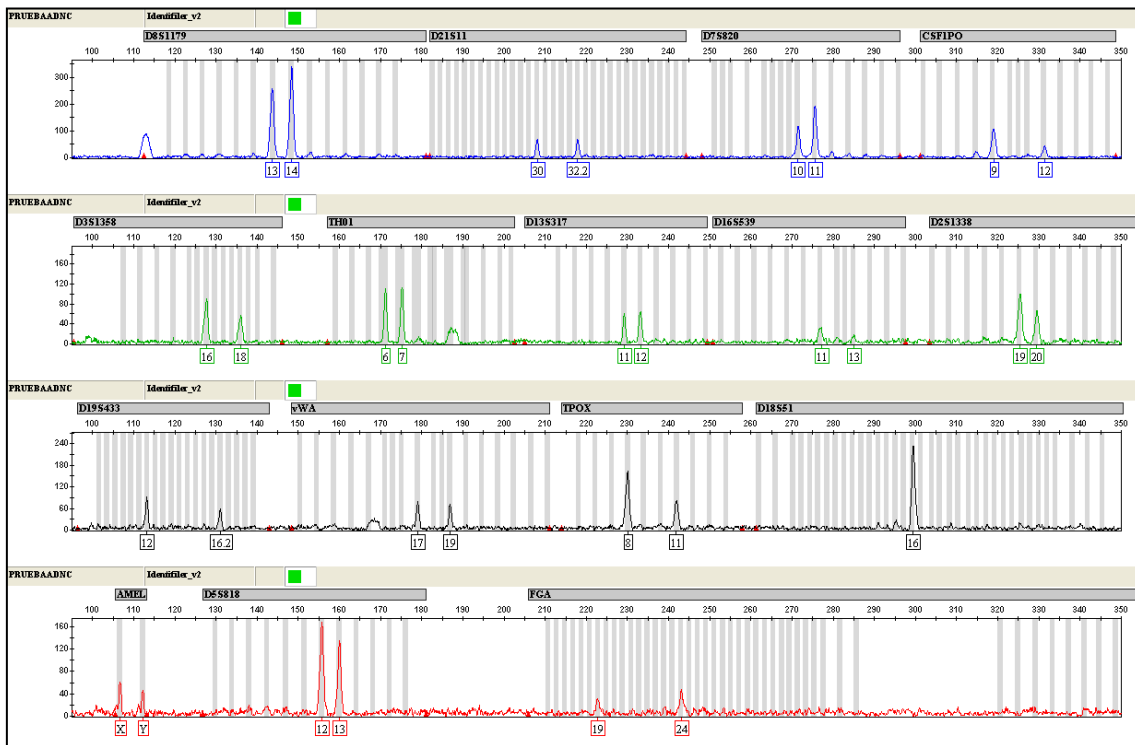 PRUEBAADNC Identifiler_v2
D8S1179 D21S11 D7S820 CSF1PO
100 110 120 130 140 150 160 170 180 190 200 210 220 230 240 250 260 270 280 290 300 310 320 330 340 350
300
200
100
0
13 14 30 32.2 10 11 9 12
PRUEBAADNC Identifiler_v2
D3S1358 TH01 D13S317 D16S539 D2S1338
100 110 120 130 140 150 160 170 180 190 200 210 220 230 240 250 260 270 280 290 300 310 320 330 340 350
160
120
80
40
0
16 18 6 7 11 12 11 13 19 20
PRUEBAADNC Identifiler_v2
D19S433 vWA TPOX D18S51
100 110 120 130 140 150 160 170 180 190 200 210 220 230 240 250 260 270 280 290 300 310 320 330 340 350
240
180
120
60
0
12 16.2 17 19 8 11 16
PRUEBAADNC Identifiler_v2
AMEL D5S818 FGA
100 110 120 130 140 150 160 170 180 190 200 210 220 230 240 250 260 270 280 290 300 310 320 330 340 350
160
120
80
40
0
X Y 12 13 19 24